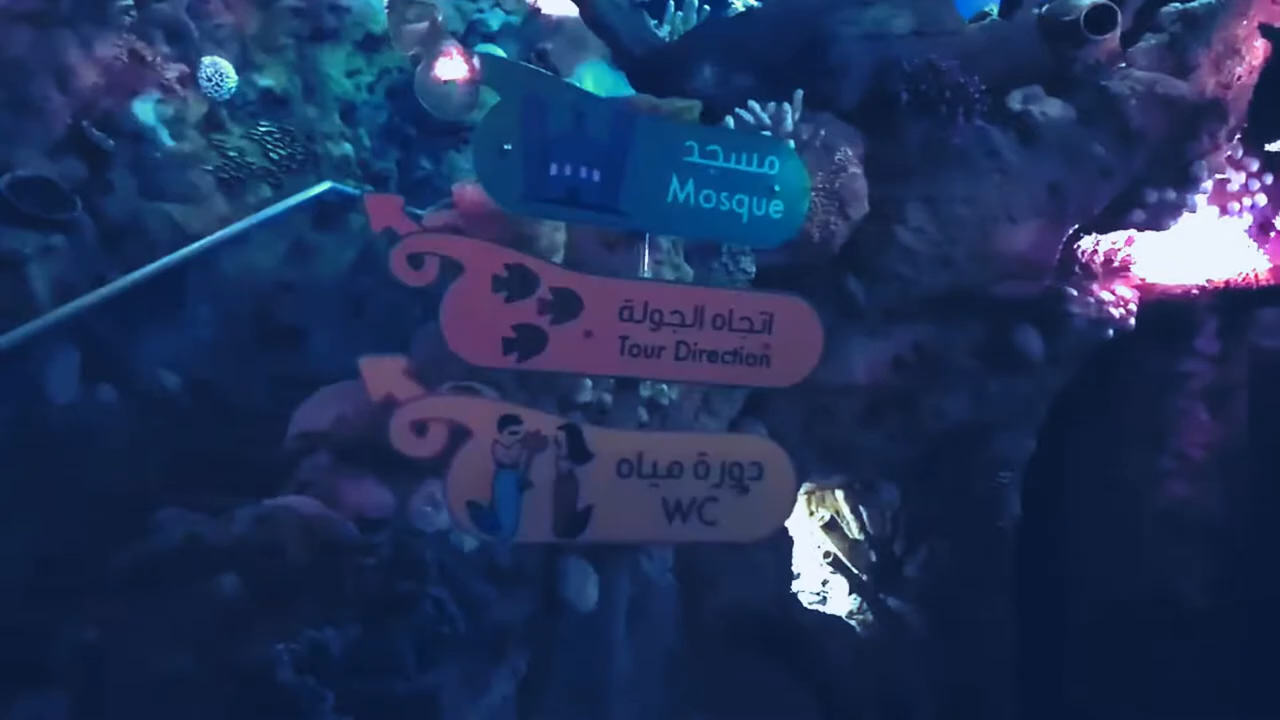 مسجد
Mosque
اتجاه الجولة
Tour Direction
دورة مياه
WC